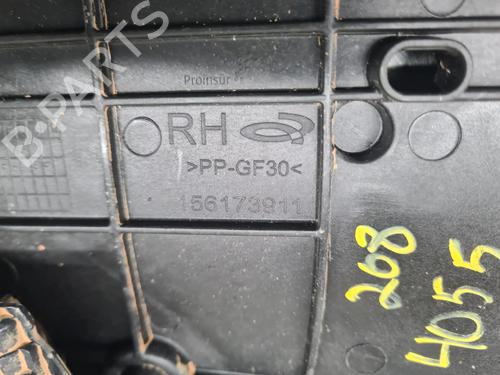 B-PARTS
Proinsur
RH
>PP-GF30<
156173911
268
4055